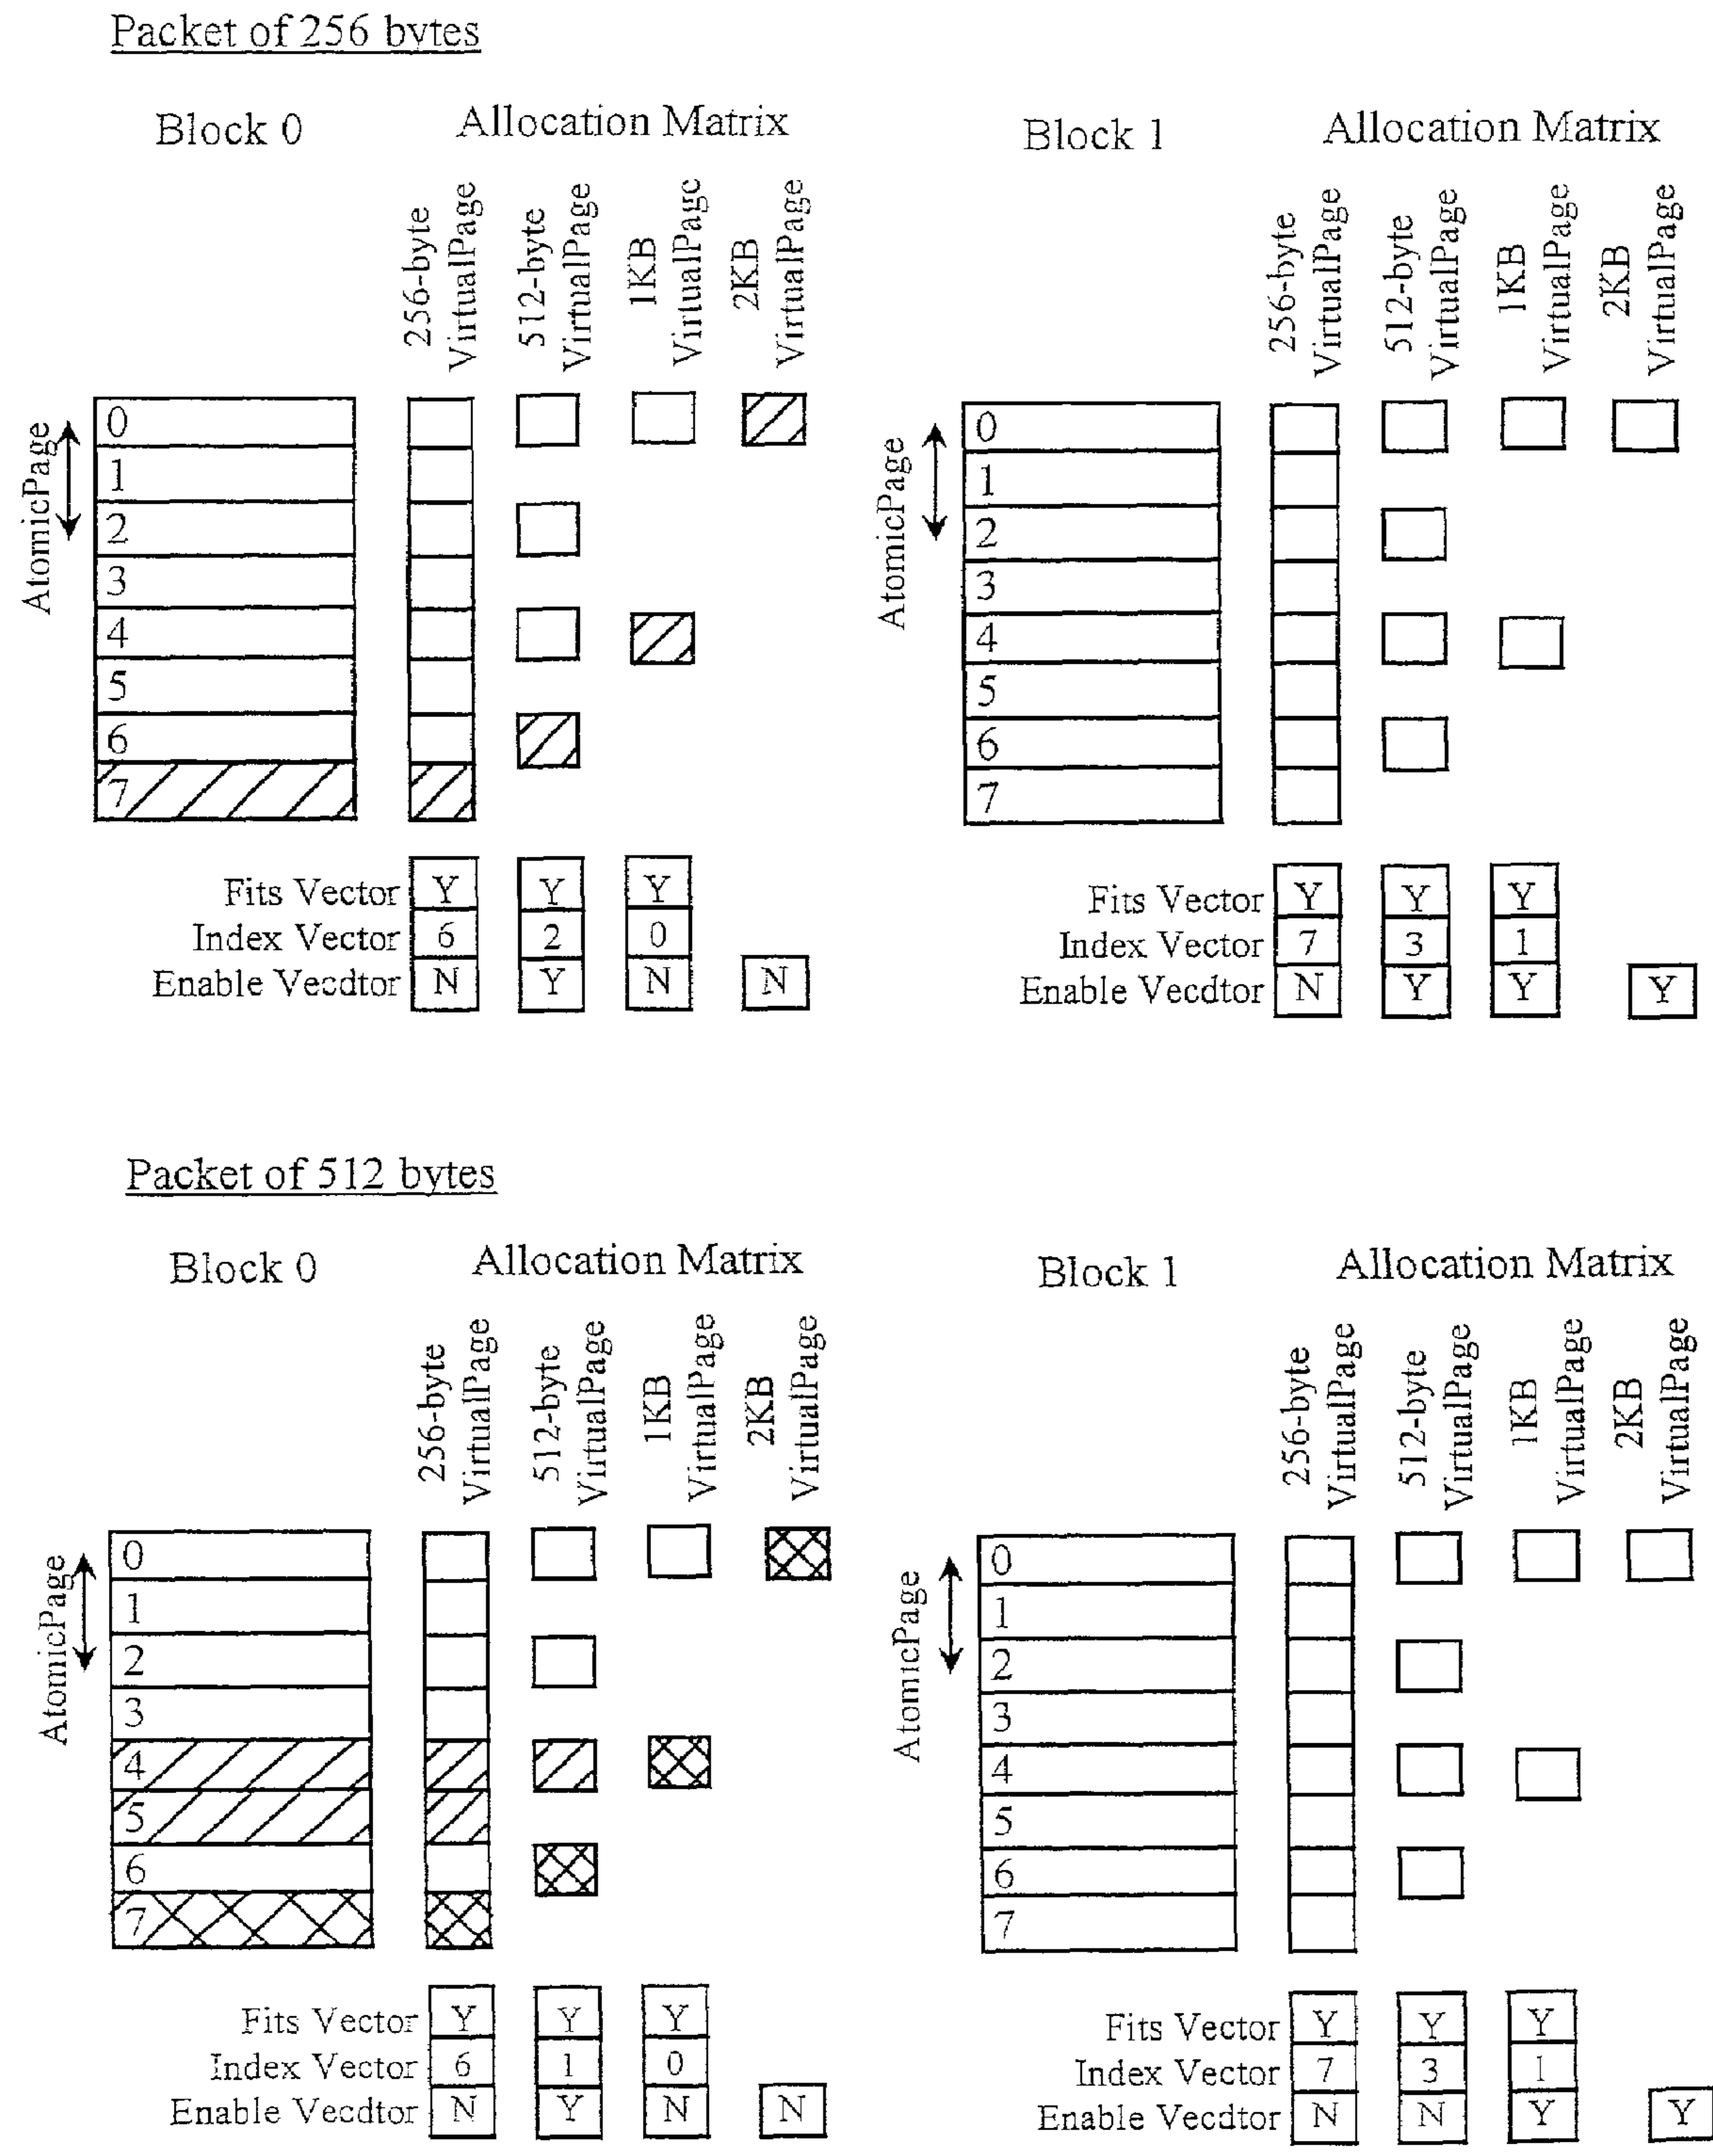 Packet of 256 bytes
Block 0
Allocation Matrix
256-byte
VirtualPage
512-byte
VirtualPage
1KB
VirtualPage
2KB
VirtualPage
AtomicPage
0
1
2
3
4
5
6
7
Fits Vector Y Y Y
Index Vector 6 2 0
Enable Vecdtor N Y N N
Block 1
Allocation Matrix
256-byte
VirtualPage
512-byte
VirtualPage
1KB
VirtualPage
2KB
VirtualPage
AtomicPage
0
1
2
3
4
5
6
7
Fits Vector Y Y Y
Index Vector 7 3 1
Enable Vecdtor N Y Y Y
Packet of 512 bytes
Block 0
Allocation Matrix
256-byte
VirtualPage
512-byte
VirtualPage
1KB
VirtualPage
2KB
VirtualPage
AtomicPage
0
1
2
3
4
5
6
7
Fits Vector Y Y Y
Index Vector 6 1 0
Enable Vecdtor N Y N N
Block 1
Allocation Matrix
256-byte
VirtualPage
512-byte
VirtualPage
1KB
VirtualPage
2KB
VirtualPage
AtomicPage
0
1
2
3
4
5
6
7
Fits Vector Y Y Y
Index Vector 7 3 1
Enable Vecdtor N N Y Y